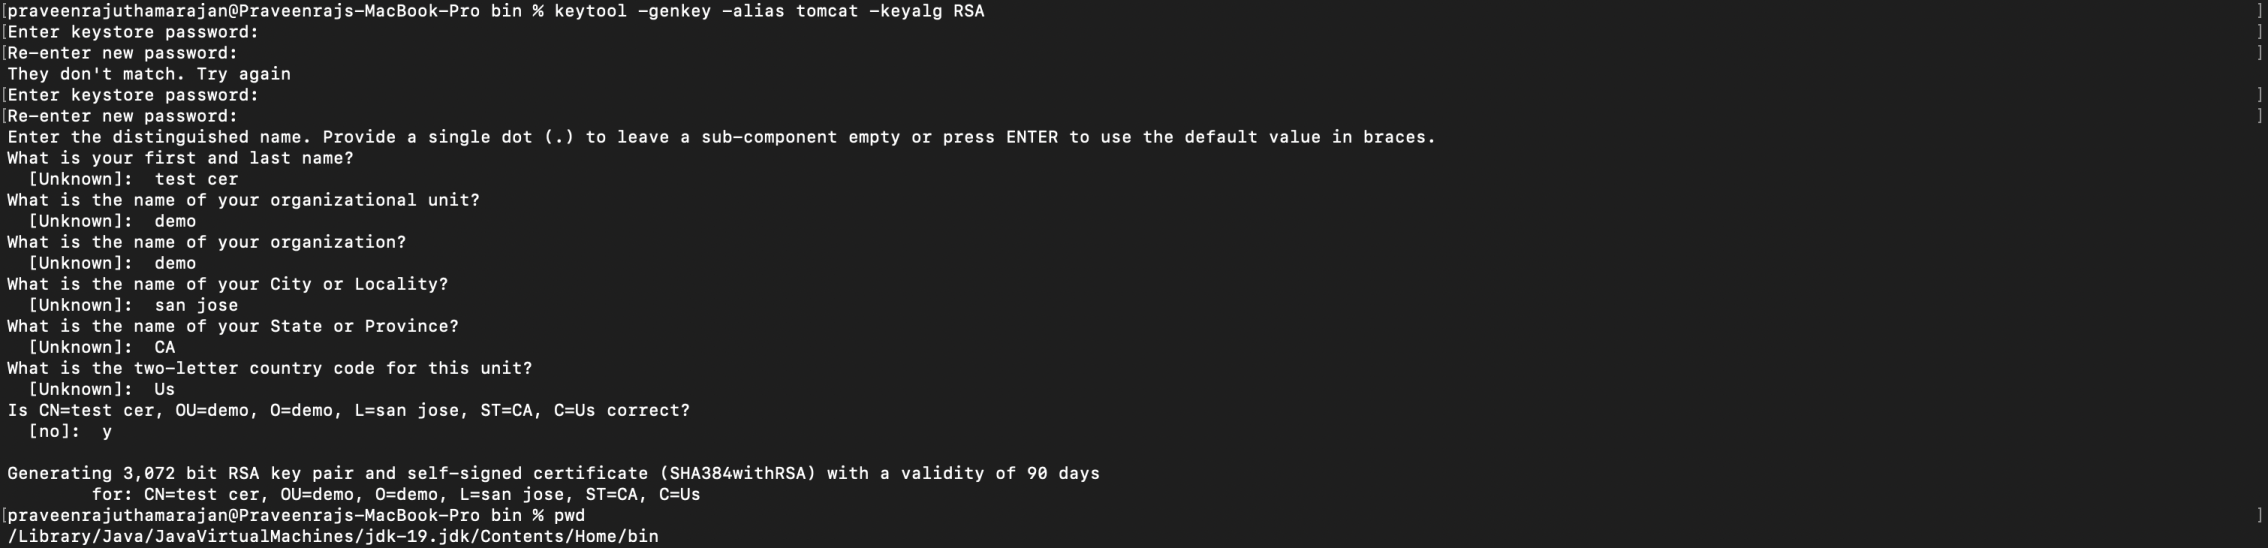 [praveenrajuthamarajan@Praveenrajs-MacBook-Pro bin % keytool -genkey -alias tomcat -keyalg RSA ]
[Enter keystore password: ]
[Re-enter new password: ]
They don't match. Try again
[Enter keystore password: ]
[Re-enter new password: ]
Enter the distinguished name. Provide a single dot (.) to leave a sub-component empty or press ENTER to use the default value in braces.
What is your first and last name?
[Unknown]: test cer
What is the name of your organizational unit?
[Unknown]: demo
What is the name of your organization?
[Unknown]: demo
What is the name of your City or Locality?
[Unknown]: san jose
What is the name of your State or Province?
[Unknown]: CA
What is the two-letter country code for this unit?
[Unknown]: Us
Is CN=test cer, OU=demo, O=demo, L=san jose, ST=CA, C=Us correct?
[no]: y
Generating 3,072 bit RSA key pair and self-signed certificate (SHA384withRSA) with a validity of 90 days
for: CN=test cer, OU=demo, O=demo, L=san jose, ST=CA, C=Us
[praveenrajuthamarajan@Praveenrajs-MacBook-Pro bin % pwd ]
/Library/Java/JavaVirtualMachines/jdk-19.jdk/Contents/Home/bin